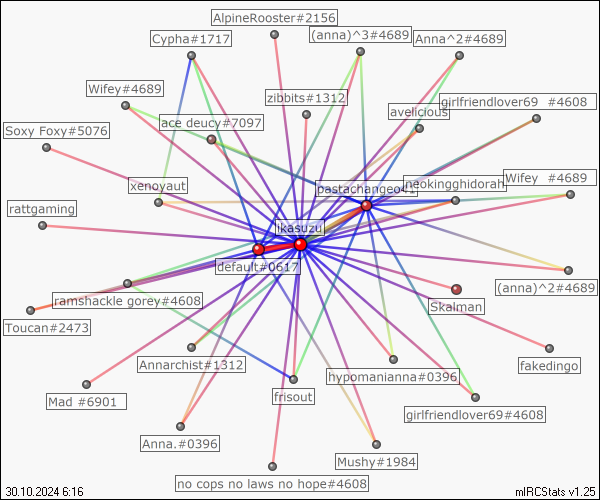 AlpineRooster#2156
(anna)^3#4689
Anna^2#4689
Cypha#1717
Wifey#4689
zibbits#1312
girlfriendlover69 #4608
avelicious
ace deucy#7097
Soxy Foxy#5076
xenoyaut
neokingghidorah
Wifey #4689
rattgaming
ikasuzu
default#0617
(anna)^2#4689
ramshackle gorey#4608
Skalman
Toucan#2473
Annarchist#1312
fakedingo
hypomanianna#0396
frisout
Mad #6901
girlfriendlover69#4608
Anna.#0396
Mushy#1984
no cops no laws no hope#4608
30.10.2024 6:16
mIRCStats v1.25